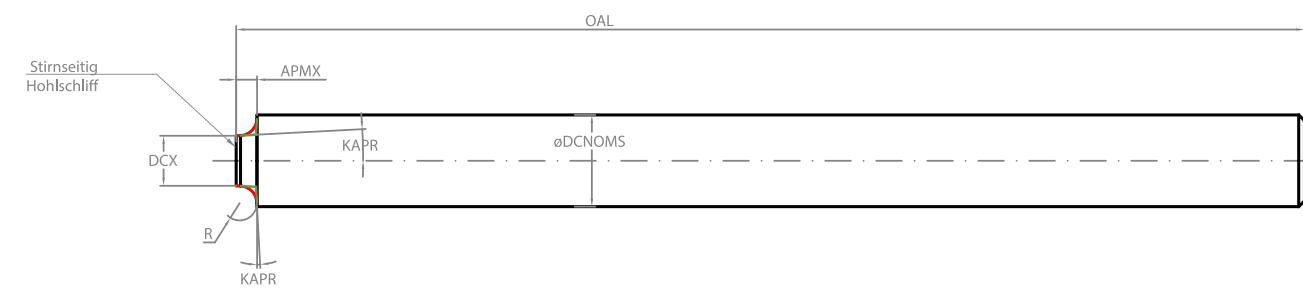 OAL
Stirnseitig
Hohlschliff
APMX
KAPR
øDCNOMS
DCX
R
KAPR